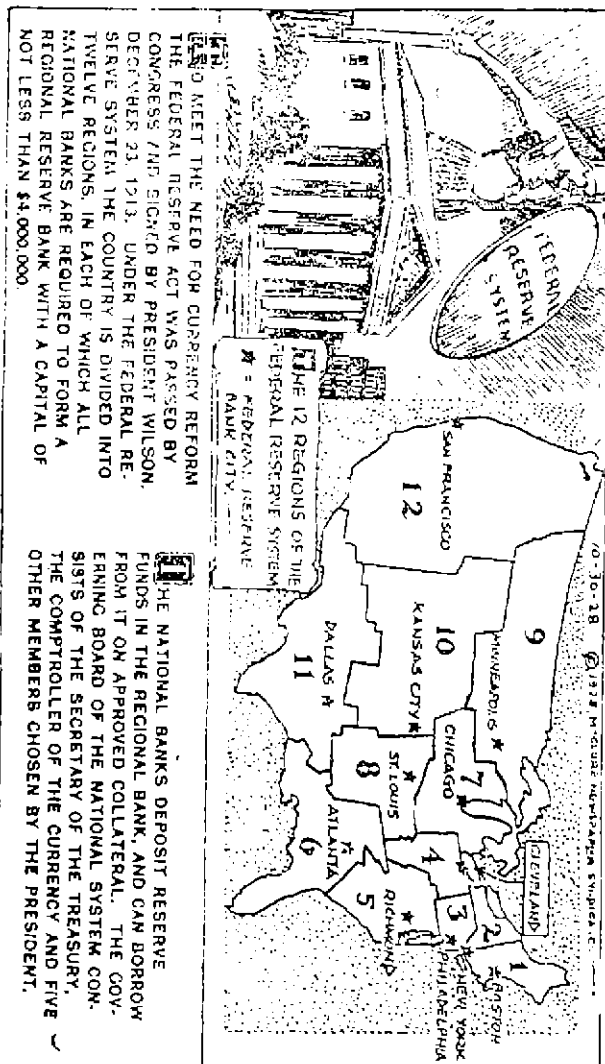 FEDERAL
RESERVE
SYSTEM
10-30-28 © 1928 McCLURE NEWSPAPER SYNDICATE
THE 12 REGIONS OF THE
FEDERAL RESERVE SYSTEM
★ = FEDERAL RESERVE
BANK CITY
SAN FRANCISCO
12
9
MINNEAPOLIS
10
KANSAS CITY
DALLAS
11
7
CHICAGO
8
ST. LOUIS
ATLANTA
6
CLEVELAND
4
5
RICHMOND
3
PHILADELPHIA
2
NEW YORK
1
BOSTON
TO MEET THE NEED FOR CURRENCY REFORM
THE FEDERAL RESERVE ACT WAS PASSED BY
CONGRESS AND SIGNED BY PRESIDENT WILSON,
DECEMBER 23, 1913. UNDER THE FEDERAL RE-
SERVE SYSTEM THE COUNTRY IS DIVIDED INTO
TWELVE REGIONS, IN EACH OF WHICH ALL
NATIONAL BANKS ARE REQUIRED TO FORM A
REGIONAL RESERVE BANK WITH A CAPITAL OF
NOT LESS THAN $4,000,000.
THE NATIONAL BANKS DEPOSIT RESERVE
FUNDS IN THE REGIONAL BANK, AND CAN BORROW
FROM IT ON APPROVED COLLATERAL. THE GOV-
ERNING BOARD OF THE NATIONAL SYSTEM CON-
SISTS OF THE SECRETARY OF THE TREASURY,
THE COMPTROLLER OF THE CURRENCY AND FIVE
OTHER MEMBERS CHOSEN BY THE PRESIDENT.